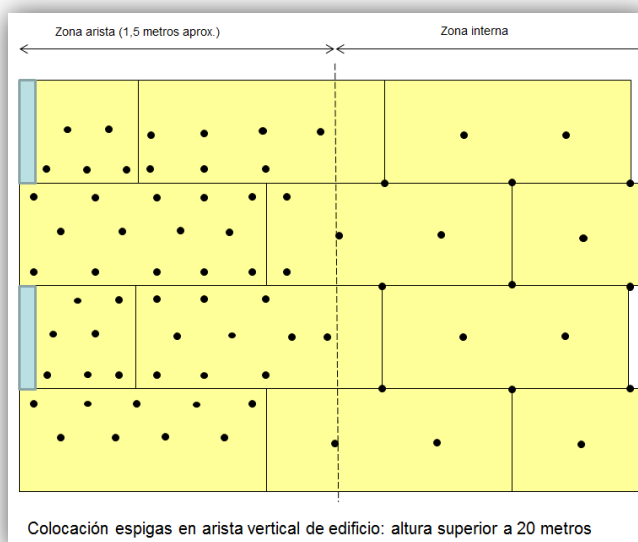 Zona arista (1,5 metros aprox.)
Zona interna
Colocación espigas en arista vertical de edificio: altura superior a 20 metros